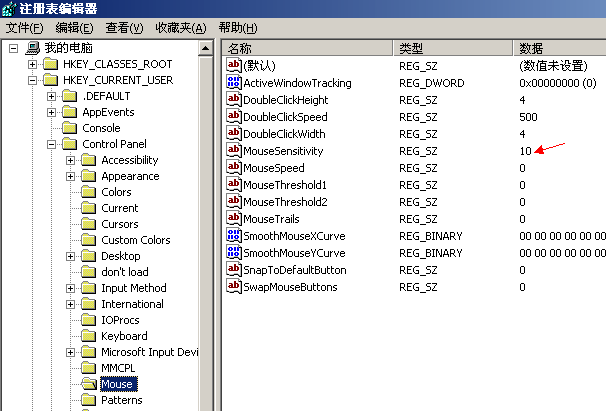 注册表编辑器
文件(F) 编辑(E) 查看(V) 收藏夹(A) 帮助(H)
我的电脑
HKEY_CLASSES_ROOT
HKEY_CURRENT_USER
.DEFAULT
AppEvents
Console
Control Panel
Accessibility
Appearance
Colors
Current
Cursors
Custom Colors
Desktop
don't load
Input Method
International
IOProcs
Keyboard
Microsoft Input Devi
MMCPL
Mouse
Patterns
名称 类型 数据
(默认) REG_SZ (数值未设置)
ActiveWindowTracking REG_DWORD 0x00000000 (0)
DoubleClickHeight REG_SZ 4
DoubleClickSpeed REG_SZ 500
DoubleClickWidth REG_SZ 4
MouseSensitivity REG_SZ 10
MouseSpeed REG_SZ 0
MouseThreshold1 REG_SZ 0
MouseThreshold2 REG_SZ 0
MouseTrails REG_SZ 0
SmoothMouseXCurve REG_BINARY 00 00 00 00 00 00
SmoothMouseYCurve REG_BINARY 00 00 00 00 00 00
SnapToDefaultButton REG_SZ 0
SwapMouseButtons REG_SZ 0